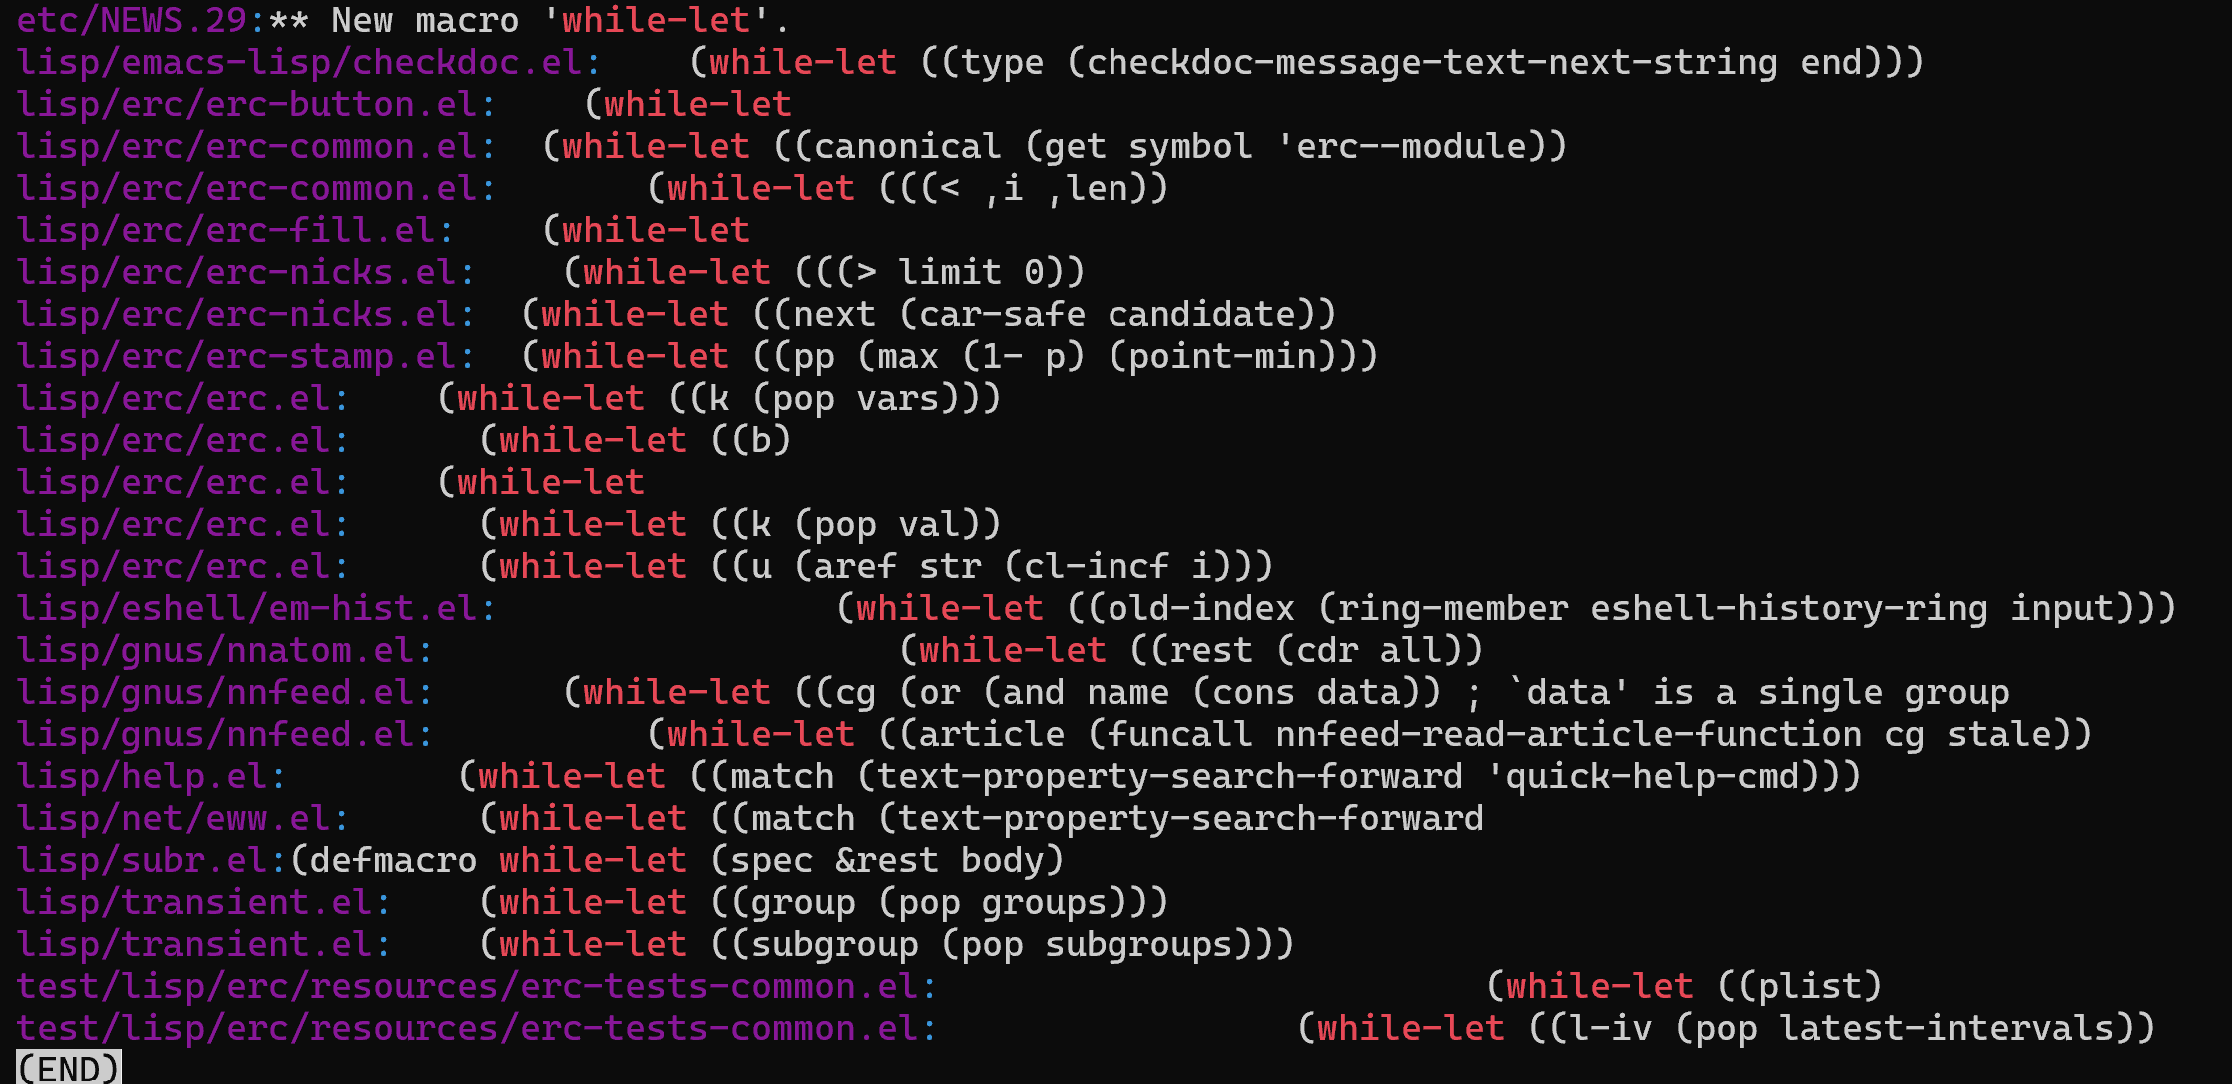 etc/NEWS.29:** New macro 'while-let'.
lisp/emacs-lisp/checkdoc.el:    (while-let ((type (checkdoc-message-text-next-string end)))
lisp/erc/erc-button.el:    (while-let
lisp/erc/erc-common.el:  (while-let ((canonical (get symbol 'erc--module))
lisp/erc/erc-common.el:       (while-let (((< ,i ,len))
lisp/erc/erc-fill.el:    (while-let
lisp/erc/erc-nicks.el:    (while-let (((> limit 0))
lisp/erc/erc-nicks.el:  (while-let ((next (car-safe candidate))
lisp/erc/erc-stamp.el:  (while-let ((pp (max (1- p) (point-min)))
lisp/erc/erc.el:    (while-let ((k (pop vars)))
lisp/erc/erc.el:      (while-let ((b)
lisp/erc/erc.el:    (while-let
lisp/erc/erc.el:      (while-let ((k (pop val))
lisp/erc/erc.el:      (while-let ((u (aref str (cl-incf i)))
lisp/eshell/em-hist.el:                (while-let ((old-index (ring-member eshell-history-ring input)))
lisp/gnus/nnatom.el:                      (while-let ((rest (cdr all))
lisp/gnus/nnfeed.el:      (while-let ((cg (or (and name (cons data)) ; `data' is a single group
lisp/gnus/nnfeed.el:          (while-let ((article (funcall nnfeed-read-article-function cg stale))
lisp/help.el:        (while-let ((match (text-property-search-forward 'quick-help-cmd)))
lisp/net/eww.el:      (while-let ((match (text-property-search-forward
lisp/subr.el:(defmacro while-let (spec &rest body)
lisp/transient.el:    (while-let ((group (pop groups)))
lisp/transient.el:    (while-let ((subgroup (pop subgroups)))
test/lisp/erc/resources/erc-tests-common.el:                          (while-let ((plist)
test/lisp/erc/resources/erc-tests-common.el:                 (while-let ((l-iv (pop latest-intervals))
(END)